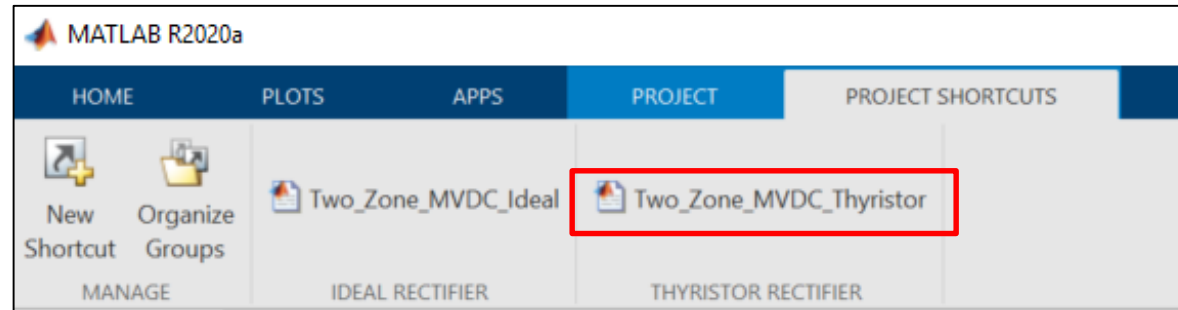 MATLAB R2020a
HOME PLOTS APPS PROJECT PROJECT SHORTCUTS
New Shortcut
Organize Groups
Two_Zone_MVDC_Ideal
Two_Zone_MVDC_Thyristor
MANAGE IDEAL RECTIFIER THYRISTOR RECTIFIER